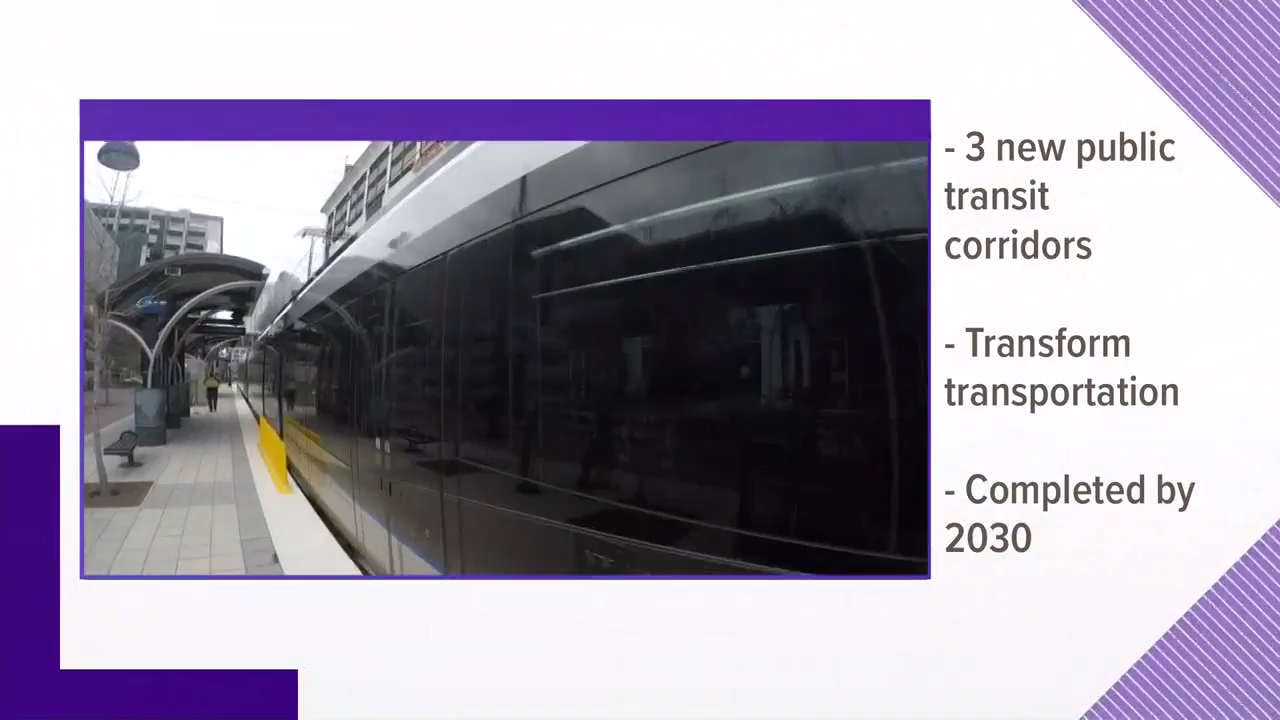 - 3 new public
transit
corridors
- Transform
transportation
- Completed by
2030